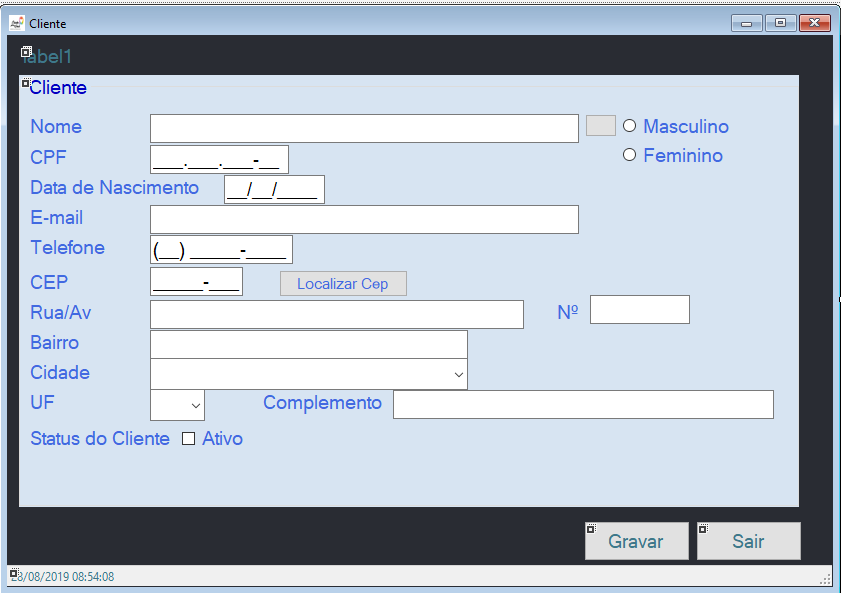 Cliente
label1
Cliente
Nome
Masculino
CPF ___.___.___-__
Feminino
Data de Nascimento __/__/____
E-mail
Telefone (__) _____-____
CEP _____-___ Localizar Cep
Rua/Av Nº
Bairro
Cidade
UF Complemento
Status do Cliente Ativo
Gravar Sair
28/08/2019 08:54:08